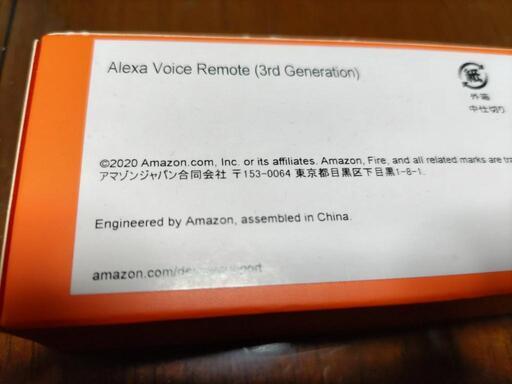 Alexa Voice Remote (3rd Generation)
紙
外箱
中仕切り
©2020 Amazon.com, Inc. or its affiliates. Amazon, Fire, and all related marks are
アマゾンジャパン合同会社 〒153-0064 東京都目黒区下目黒1-8-1.
Engineered by Amazon, assembled in China.